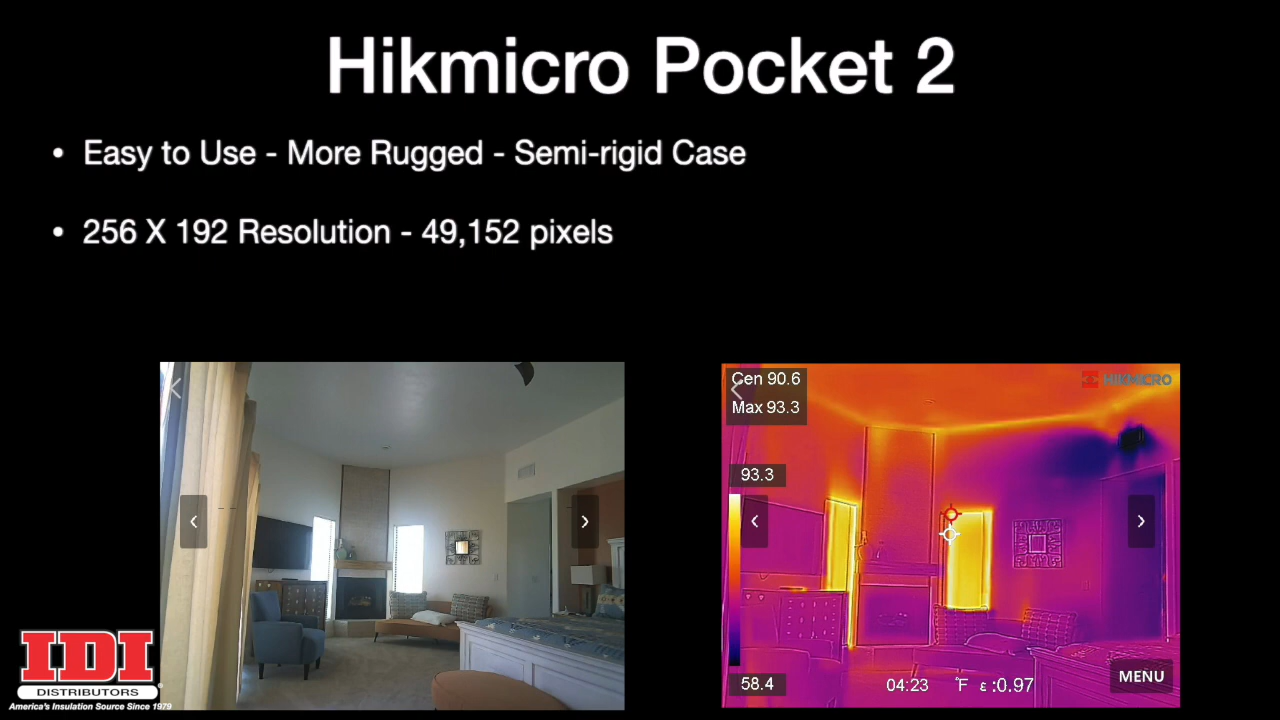 Hikmicro Pocket 2
• Easy to Use - More Rugged - Semi-rigid Case
• 256 X 192 Resolution - 49,152 pixels
Cen 90.6
Max 93.3
HIKMICRO
93.3
58.4
04:23 °F ε:0.97
MENU
IDI
DISTRIBUTORS
America's Insulation Source Since 1979